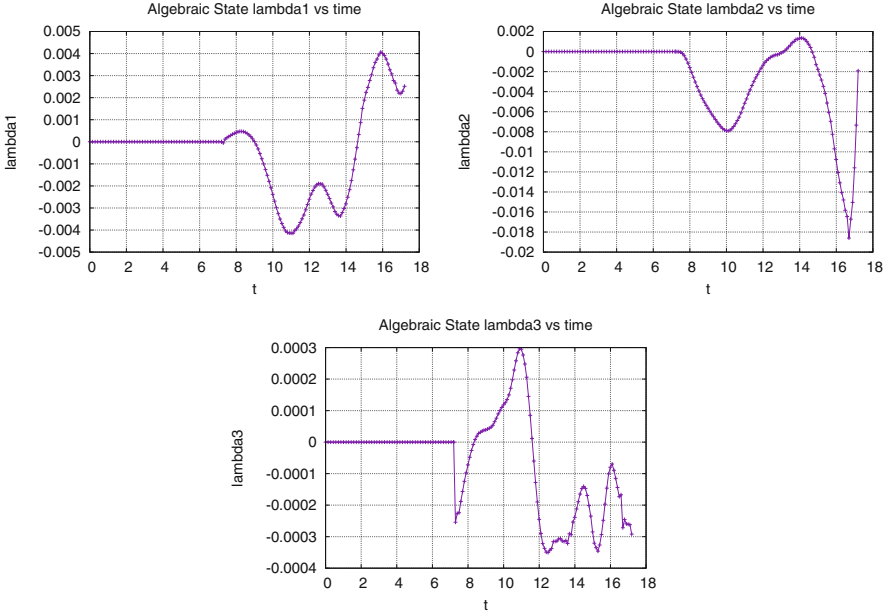 Algebraic State lambda1 vs time
0.005
0.004
0.003
0.002
0.001
0
-0.001
-0.002
-0.003
-0.004
-0.005
lambda1
0 2 4 6 8 10 12 14 16 18
t
Algebraic State lambda2 vs time
0.002
0
-0.002
-0.004
-0.006
-0.008
-0.01
-0.012
-0.014
-0.016
-0.018
-0.02
lambda2
0 2 4 6 8 10 12 14 16 18
t
Algebraic State lambda3 vs time
0.0003
0.0002
0.0001
0
-0.0001
-0.0002
-0.0003
-0.0004
lambda3
0 2 4 6 8 10 12 14 16 18
t